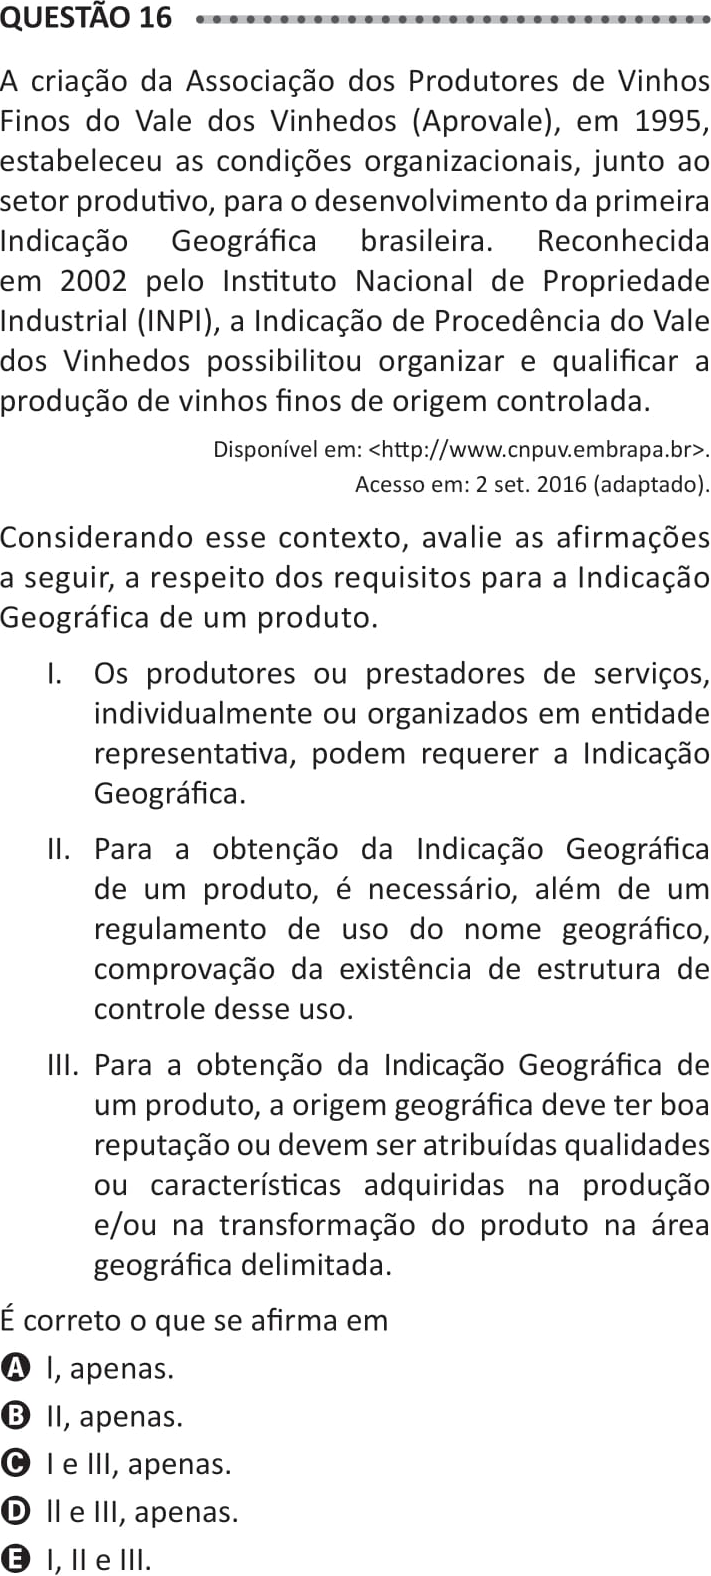 QUESTÃO 16
A criação da Associação dos Produtores de Vinhos
Finos do Vale dos Vinhedos (Aprovale), em 1995,
estabeleceu as condições organizacionais, junto ao
setor produtivo, para o desenvolvimento da primeira
Indicação Geográfica brasileira. Reconhecida
em 2002 pelo Instituto Nacional de Propriedade
Industrial (INPI), a Indicação de Procedência do Vale
dos Vinhedos possibilitou organizar e qualificar a
produção de vinhos finos de origem controlada.
Disponível em: <http://www.cnpuv.embrapa.br>.
Acesso em: 2 set. 2016 (adaptado).
Considerando esse contexto, avalie as afirmações
a seguir, a respeito dos requisitos para a Indicação
Geográfica de um produto.
I. Os produtores ou prestadores de serviços,
individualmente ou organizados em entidade
representativa, podem requerer a Indicação
Geográfica.
II. Para a obtenção da Indicação Geográfica
de um produto, é necessário, além de um
regulamento de uso do nome geográfico,
comprovação da existência de estrutura de
controle desse uso.
III. Para a obtenção da Indicação Geográfica de
um produto, a origem geográfica deve ter boa
reputação ou devem ser atribuídas qualidades
ou características adquiridas na produção
e/ou na transformação do produto na área
geográfica delimitada.
É correto o que se afirma em
A I, apenas.
B II, apenas.
C I e III, apenas.
D II e III, apenas.
E I, II e III.